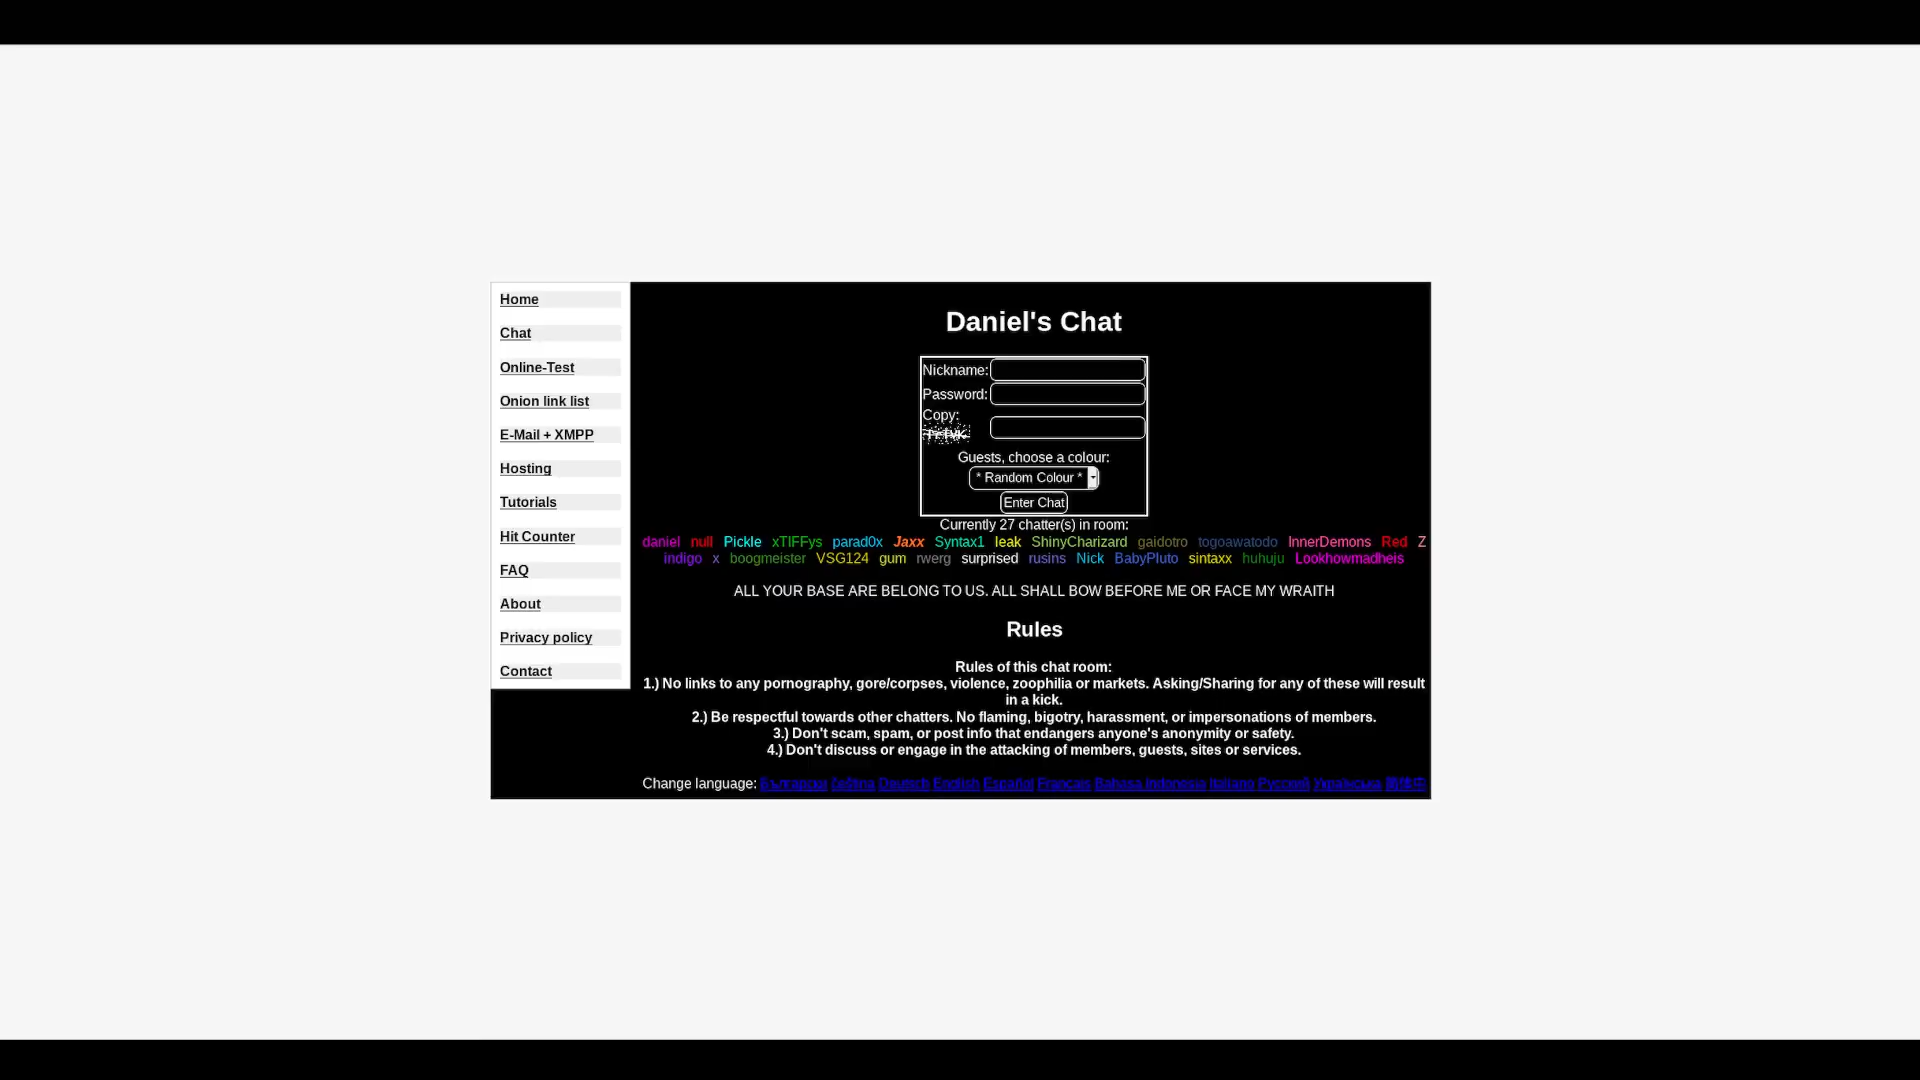 Home
Chat
Online-Test
Onion link list
E-Mail + XMPP
Hosting
Tutorials
Hit Counter
FAQ
About
Privacy policy
Contact
Daniel's Chat
Nickname:
Password:
Copy:
Guests, choose a colour:
* Random Colour *
Enter Chat
Currently 27 chatter(s) in room:
daniel null Pickle xTIFFys parad0x Jaxx Syntax1 leak ShinyCharizard gaidotro togoawatodo InnerDemons Red Z
indigo x boogmeister VSG124 gum rwerg surprised rusins Nick BabyPluto sintaxx huhuju Lookhowmadheis
ALL YOUR BASE ARE BELONG TO US. ALL SHALL BOW BEFORE ME OR FACE MY WRAITH
Rules
Rules of this chat room:
1.) No links to any pornography, gore/corpses, violence, zoophilia or markets. Asking/Sharing for any of these will result
in a kick.
2.) Be respectful towards other chatters. No flaming, bigotry, harassment, or impersonations of members.
3.) Don't scam, spam, or post info that endangers anyone's anonymity or safety.
4.) Don't discuss or engage in the attacking of members, guests, sites or services.
Change language: Български čeština Deutsch English Español Français Bahasa Indonesia Italiano Русский Українська